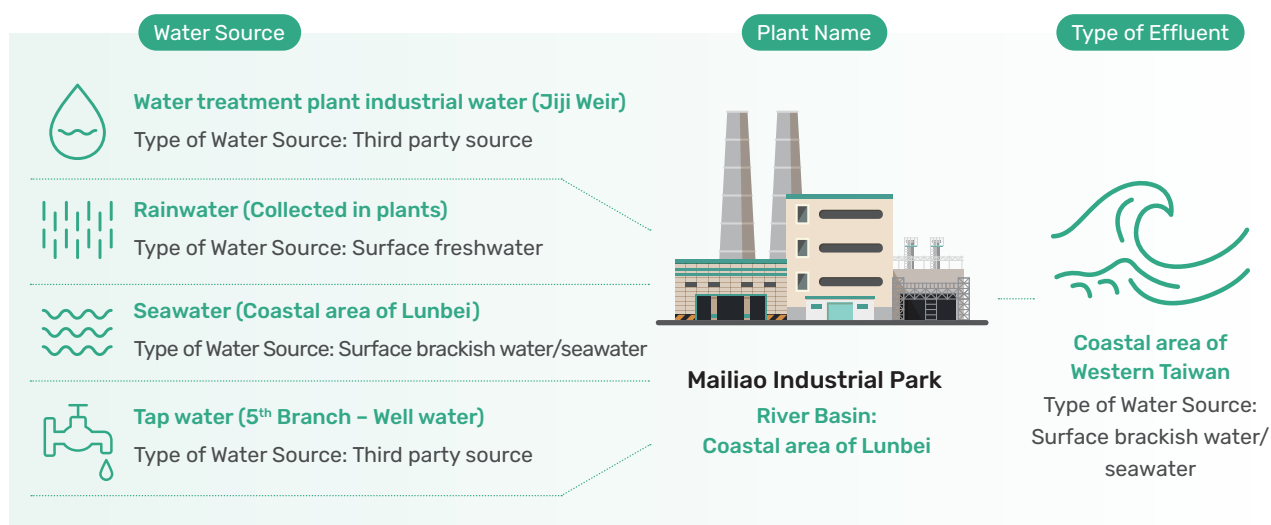 Water Source
Water treatment plant industrial water (Jiji Weir)
Type of Water Source: Third party source
Rainwater (Collected in plants)
Type of Water Source: Surface freshwater
Seawater (Coastal area of Lunbei)
Type of Water Source: Surface brackish water/seawater
Tap water (5th Branch – Well water)
Type of Water Source: Third party source
Plant Name
Mailiao Industrial Park
River Basin:
Coastal area of Lunbei
Type of Effluent
Coastal area of
Western Taiwan
Type of Water Source:
Surface brackish water/
seawater